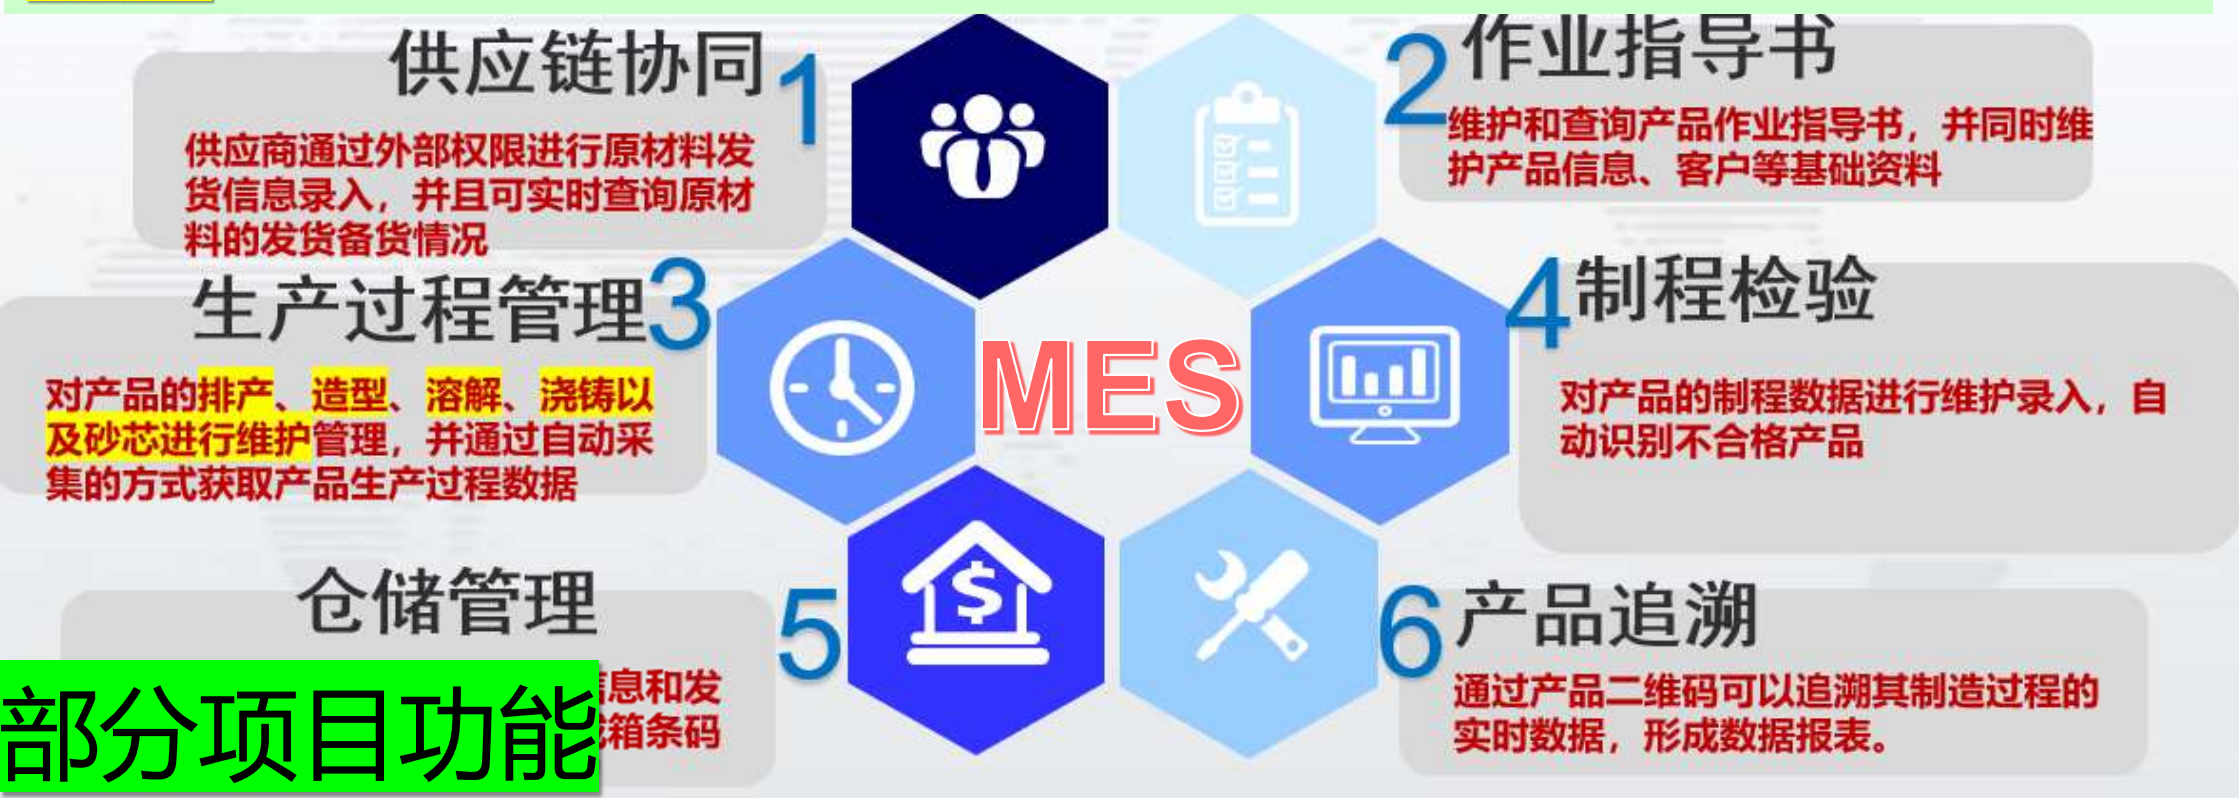 供应链协同
1
供应商通过外部权限进行原材料发
货信息录入，并且可实时查询原材
料的发货备货情况
2
作业指导书
维护和查询产品作业指导书，并同时维
护产品信息、客户等基础资料
生产过程管理
3
对产品的排产、造型、溶解、浇铸以
及砂芯进行维护管理，并通过自动采
集的方式获取产品生产过程数据
MES
4
制程检验
对产品的制程数据进行维护录入，自
动识别不合格产品
仓储管理
5
息和发
箱条码
部分项目功能
6
产品追溯
通过产品二维码可以追溯其制造过程的
实时数据，形成数据报表。